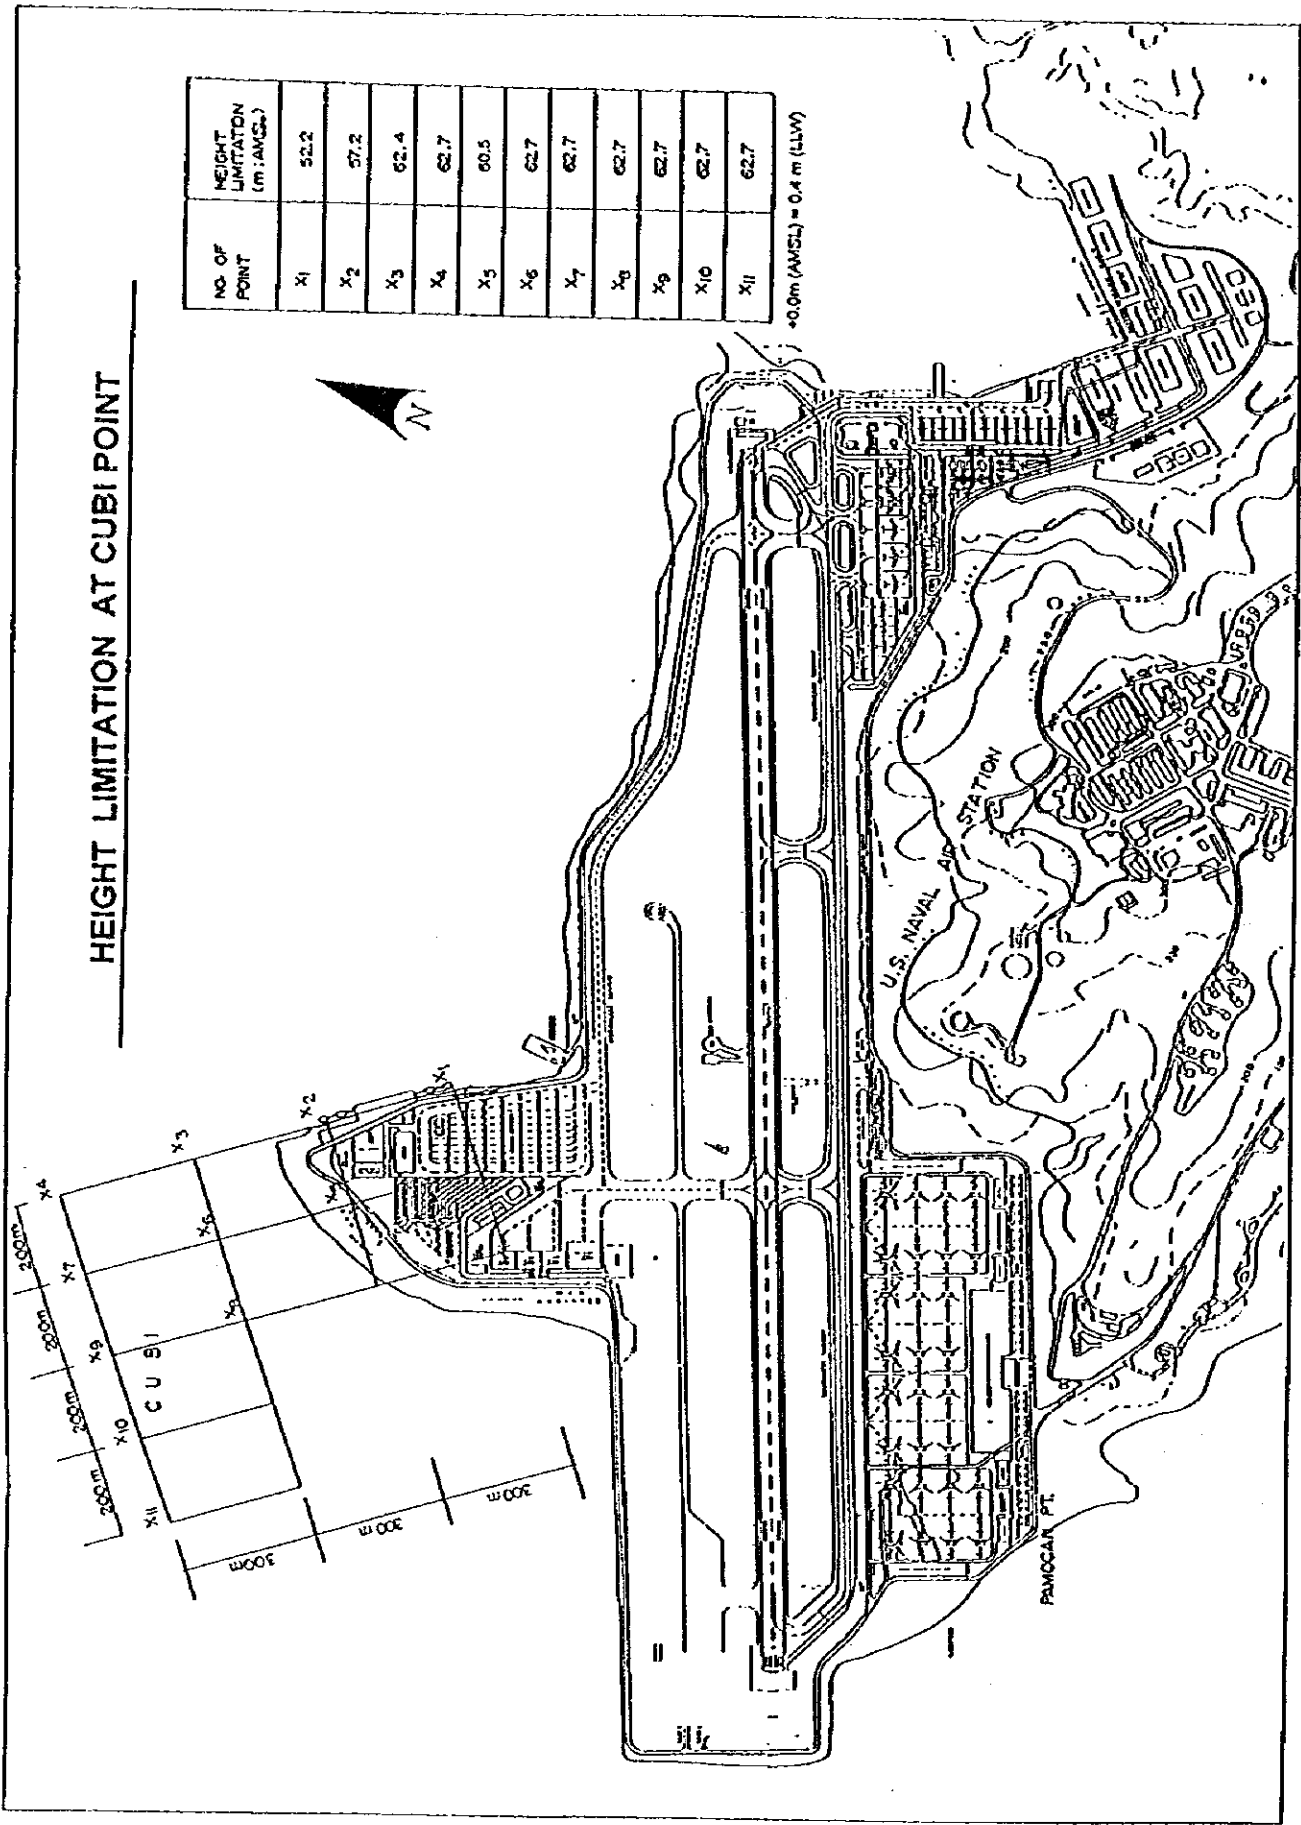 HEIGHT LIMITATION AT CUBI POINT
NO. OF POINT HEIGHT LIMITATION (m : AMSL)
X1 52.2
X2 57.2
X3 62.4
X4 62.7
X5 60.5
X6 62.7
X7 62.7
X8 62.7
X9 62.7
X10 62.7
X11 62.7
+0.0m (AMSL) = 0.4 m (LLW)
N
X11
X10
X9
X7
X4
200m
200m
200m
200m
CUBI
X8
X6
X3
X2
X1
300m
300m
300m
U.S. NAVAL AIR STATION
PAMOCAN PT.
200
200